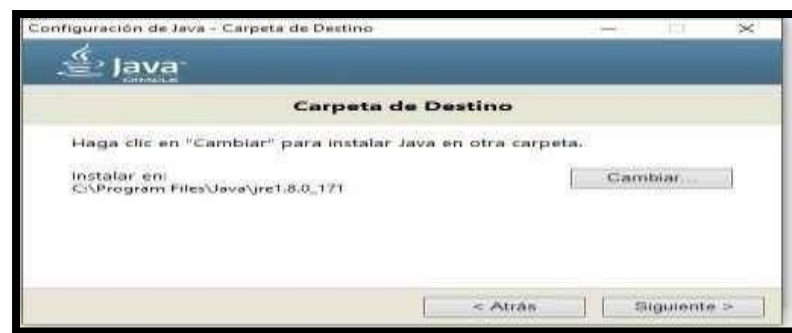 Configuración de Java - Carpeta de Destino
Java
ORACLE
Carpeta de Destino
Haga clic en "Cambiar" para instalar Java en otra carpeta.
Instalar en:
C:\Program Files\Java\jre1.8.0_171
Cambiar...
< Atrás
Siguiente >